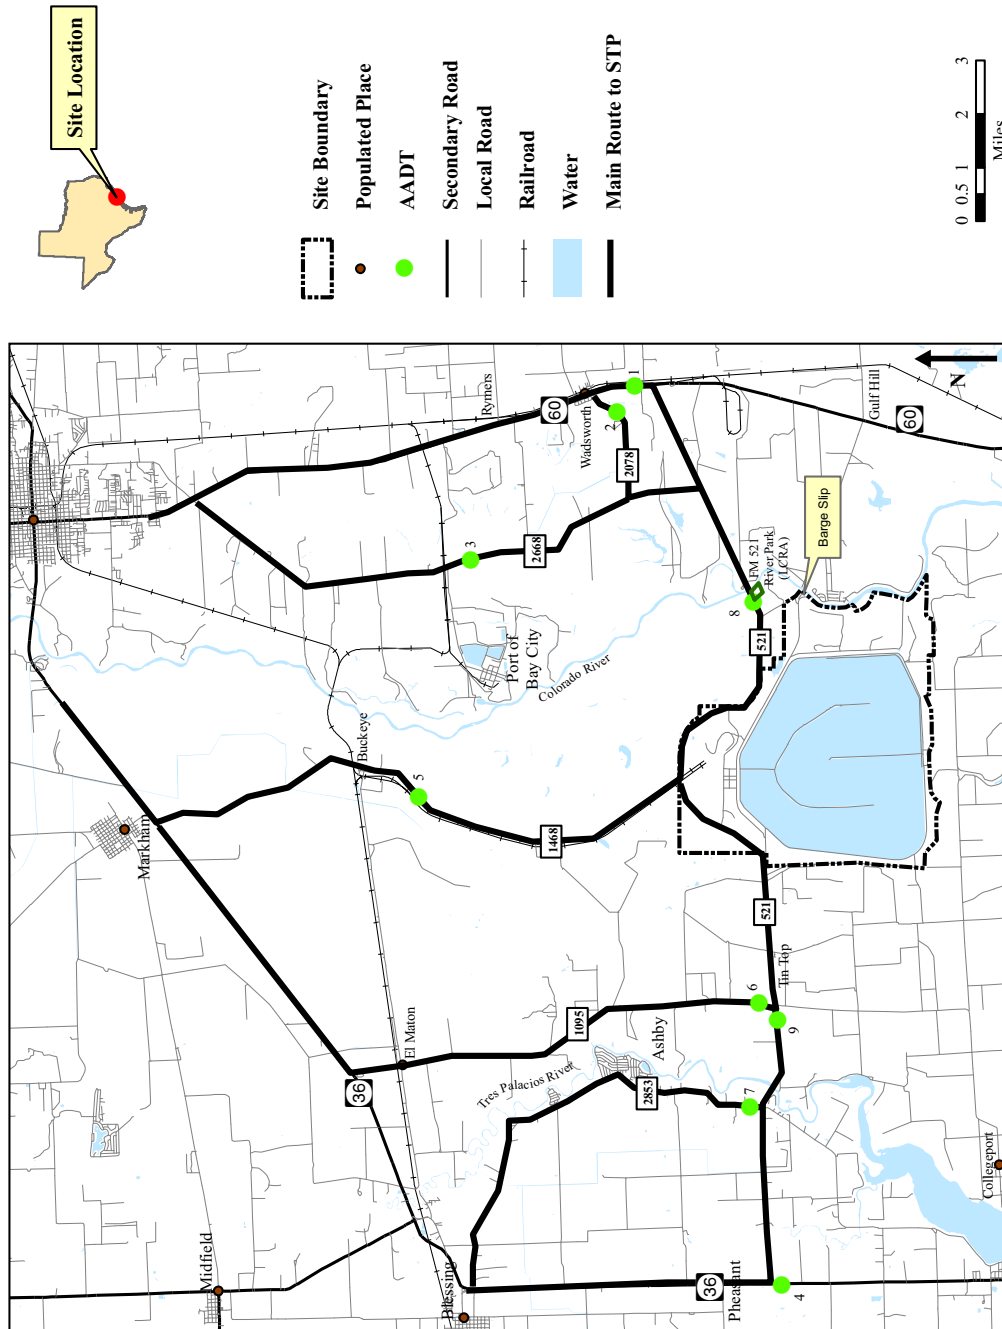 Site Location
Site Boundary
Populated Place
AADT
Secondary Road
Local Road
Railroad
Water
Main Route to STP
0 0.5 1 2 3
Miles
Rymers
60
1
Wadsworth
2
2078
Gulf Hill
60
N
3
2668
Barge Slip
FM 521
River Park
(LCRA)
8
521
Port of
Bay City
Colorado River
Buckeye
5
1468
Markham
521
Tin Top
6
9
1095
El Maton
Ashby
36
Tres Palacios River
2853
7
Collegeport
Midfield
Blessing
36
Pheasant
4